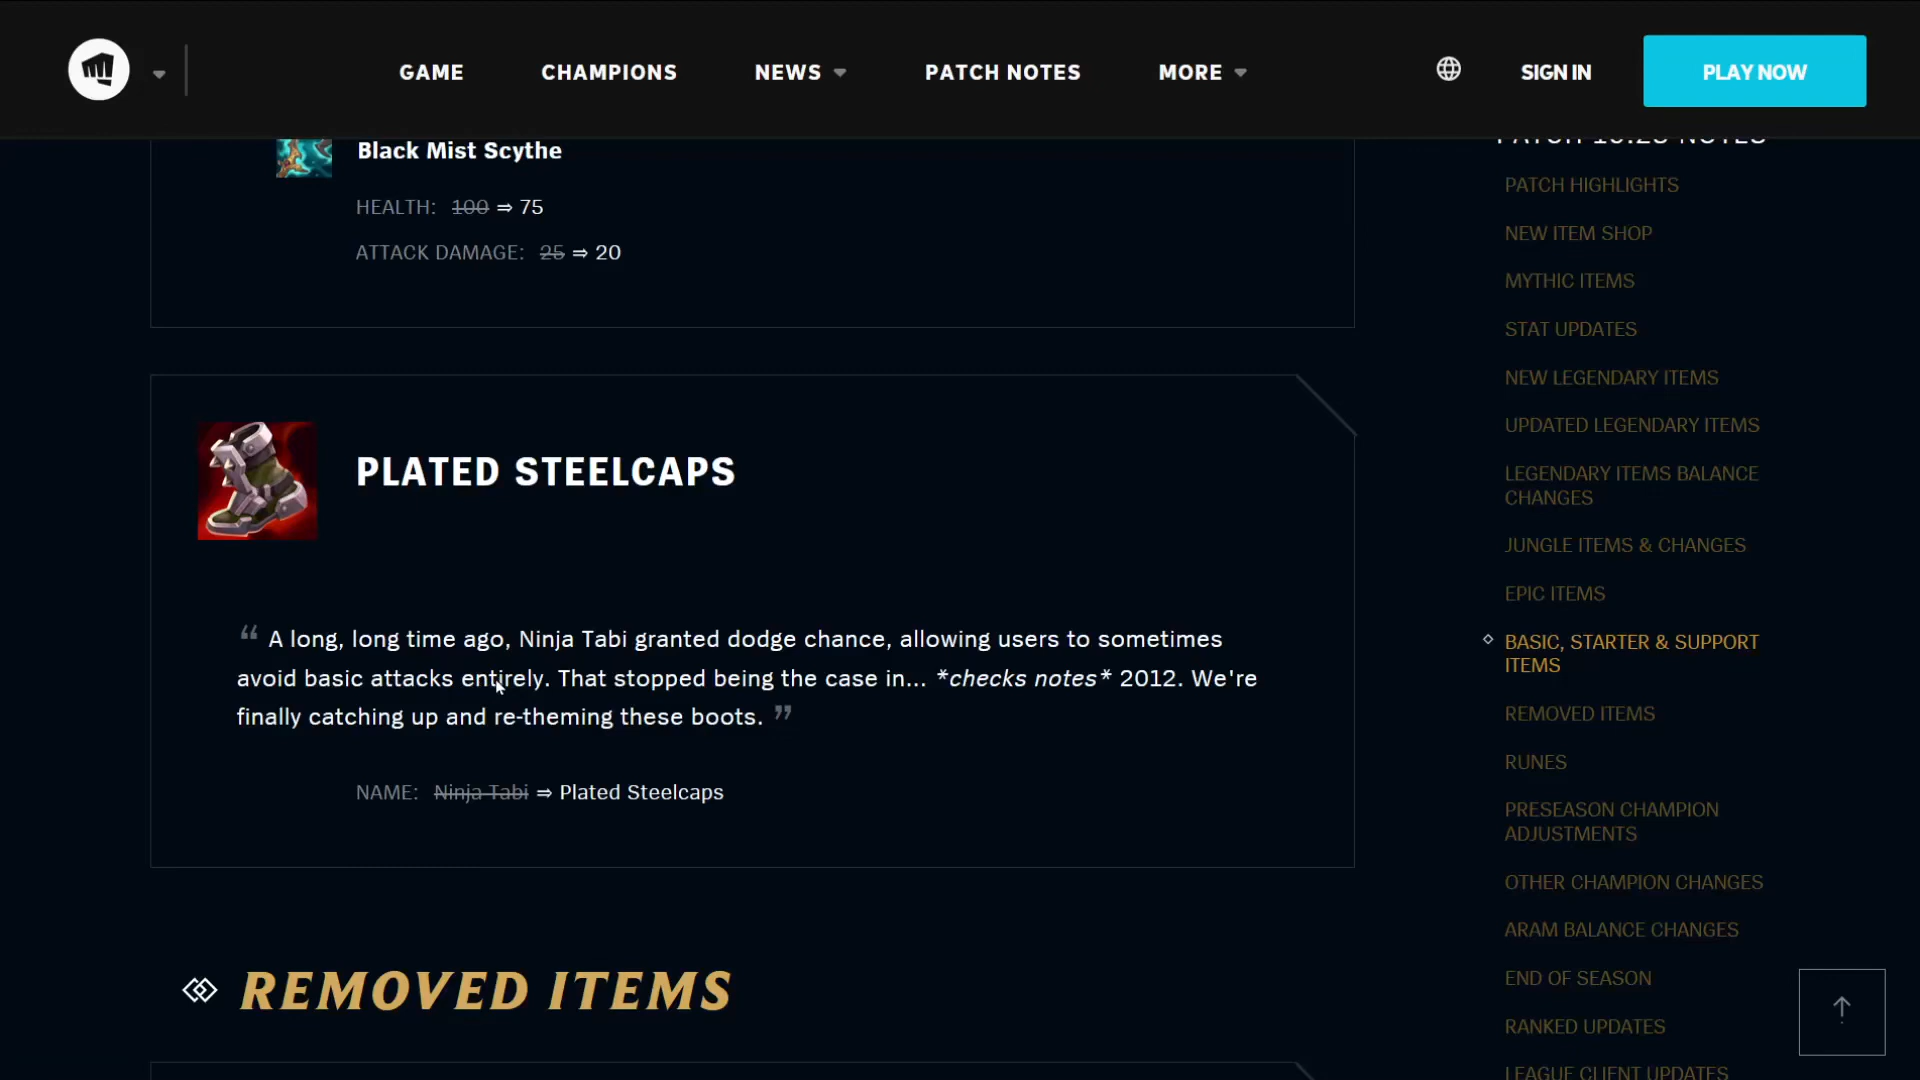 GAME
CHAMPIONS
NEWS
PATCH NOTES
MORE
SIGN IN
PLAY NOW
Black Mist Scythe
HEALTH: 100 ⇒ 75
ATTACK DAMAGE: 25 ⇒ 20
PLATED STEELCAPS
“ A long, long time ago, Ninja Tabi granted dodge chance, allowing users to sometimes
avoid basic attacks entirely. That stopped being the case in... *checks notes* 2012. We're
finally catching up and re-theming these boots. ”
NAME: Ninja Tabi ⇒ Plated Steelcaps
REMOVED ITEMS
PATCH 10.23 NOTES
PATCH HIGHLIGHTS
NEW ITEM SHOP
MYTHIC ITEMS
STAT UPDATES
NEW LEGENDARY ITEMS
UPDATED LEGENDARY ITEMS
LEGENDARY ITEMS BALANCE
CHANGES
JUNGLE ITEMS & CHANGES
EPIC ITEMS
BASIC, STARTER & SUPPORT
ITEMS
REMOVED ITEMS
RUNES
PRESEASON CHAMPION
ADJUSTMENTS
OTHER CHAMPION CHANGES
ARAM BALANCE CHANGES
END OF SEASON
RANKED UPDATES
LEAGUE CLIENT UPDATES